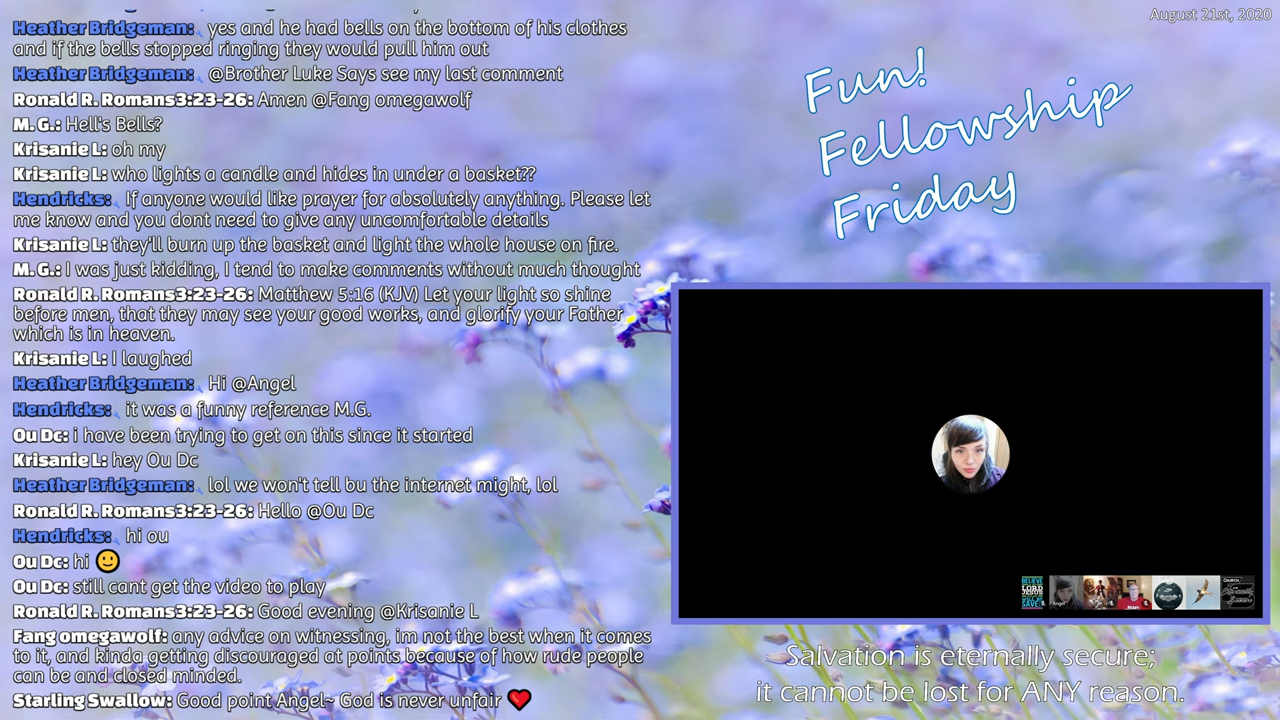 August 21st, 2020
Heather Bridgeman: yes and he had bells on the bottom of his clothes
and if the bells stopped ringing they would pull him out
Heather Bridgeman: @Brother Luke Says see my last comment
Ronald R. Romans3:23-26: Amen @Fang omegawolf
M. G.: Hell's Bells?
Krisanie L: oh my
Krisanie L: who lights a candle and hides in under a basket??
Hendricks: If anyone would like prayer for absolutely anything. Please let
me know and you dont need to give any uncomfortable details
Krisanie L: they'll burn up the basket and light the whole house on fire.
M. G.: I was just kidding, I tend to make comments without much thought
Ronald R. Romans3:23-26: Matthew 5:16 (KJV) Let your light so shine
before men, that they may see your good works, and glorify your Father
which is in heaven.
Krisanie L: I laughed
Heather Bridgeman: Hi @Angel
Hendricks: it was a funny reference M.G.
Ou Dc: i have been trying to get on this since it started
Krisanie L: hey Ou Dc
Heather Bridgeman: lol we won't tell bu the internet might, lol
Ronald R. Romans3:23-26: Hello @Ou Dc
Hendricks: hi ou
Ou Dc: hi 🙂
Ou Dc: still cant get the video to play
Ronald R. Romans3:23-26: Good evening @Krisanie L
Fang omegawolf: any advice on witnessing, im not the best when it comes
to it, and kinda getting discouraged at points because of how rude people
can be and closed minded.
Starling Swallow: Good point Angel~ God is never unfair ❤️
Fun!
Fellowship
Friday
BELIEVE
LORD
Angel
CHURCH
Salvation is eternally secure;
it cannot be lost for ANY reason.